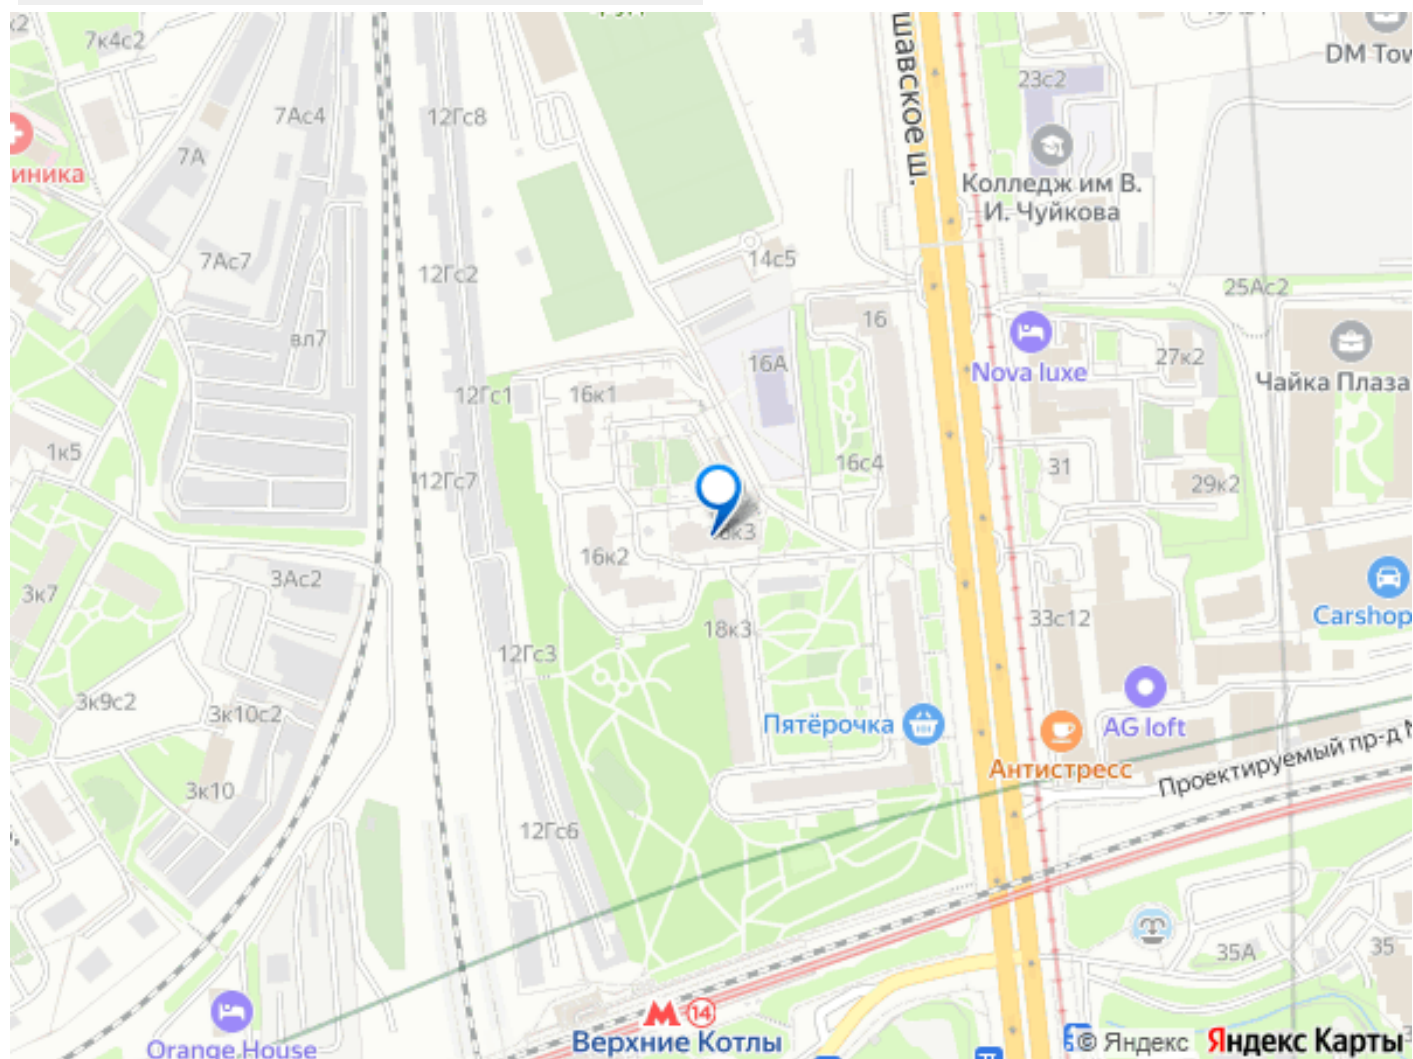 7к4с2
DM Tow
23с2
7Ас4
12Гс8
шавское ш.
7А
иника
Колледж им В.
И. Чуйкова
7Ас7
12Гс2
14с5
25Ас2
16
вл7
16А
27к2
Nova luxe
Чайка Плаза
12Гс1
16к1
1к5
16с4
31
12Гс7
29к2
16к2
3Ас2
3к7
Carshop
33с12
18к3
12Гс3
3к9с2
3к10с2
Пятёрочка
AG loft
Антистресс
Проектируемый пр-д
3к10
12Гс6
35А
35
14
Верхние Котлы
Orange.House
© Яндекс
Яндекс Карты